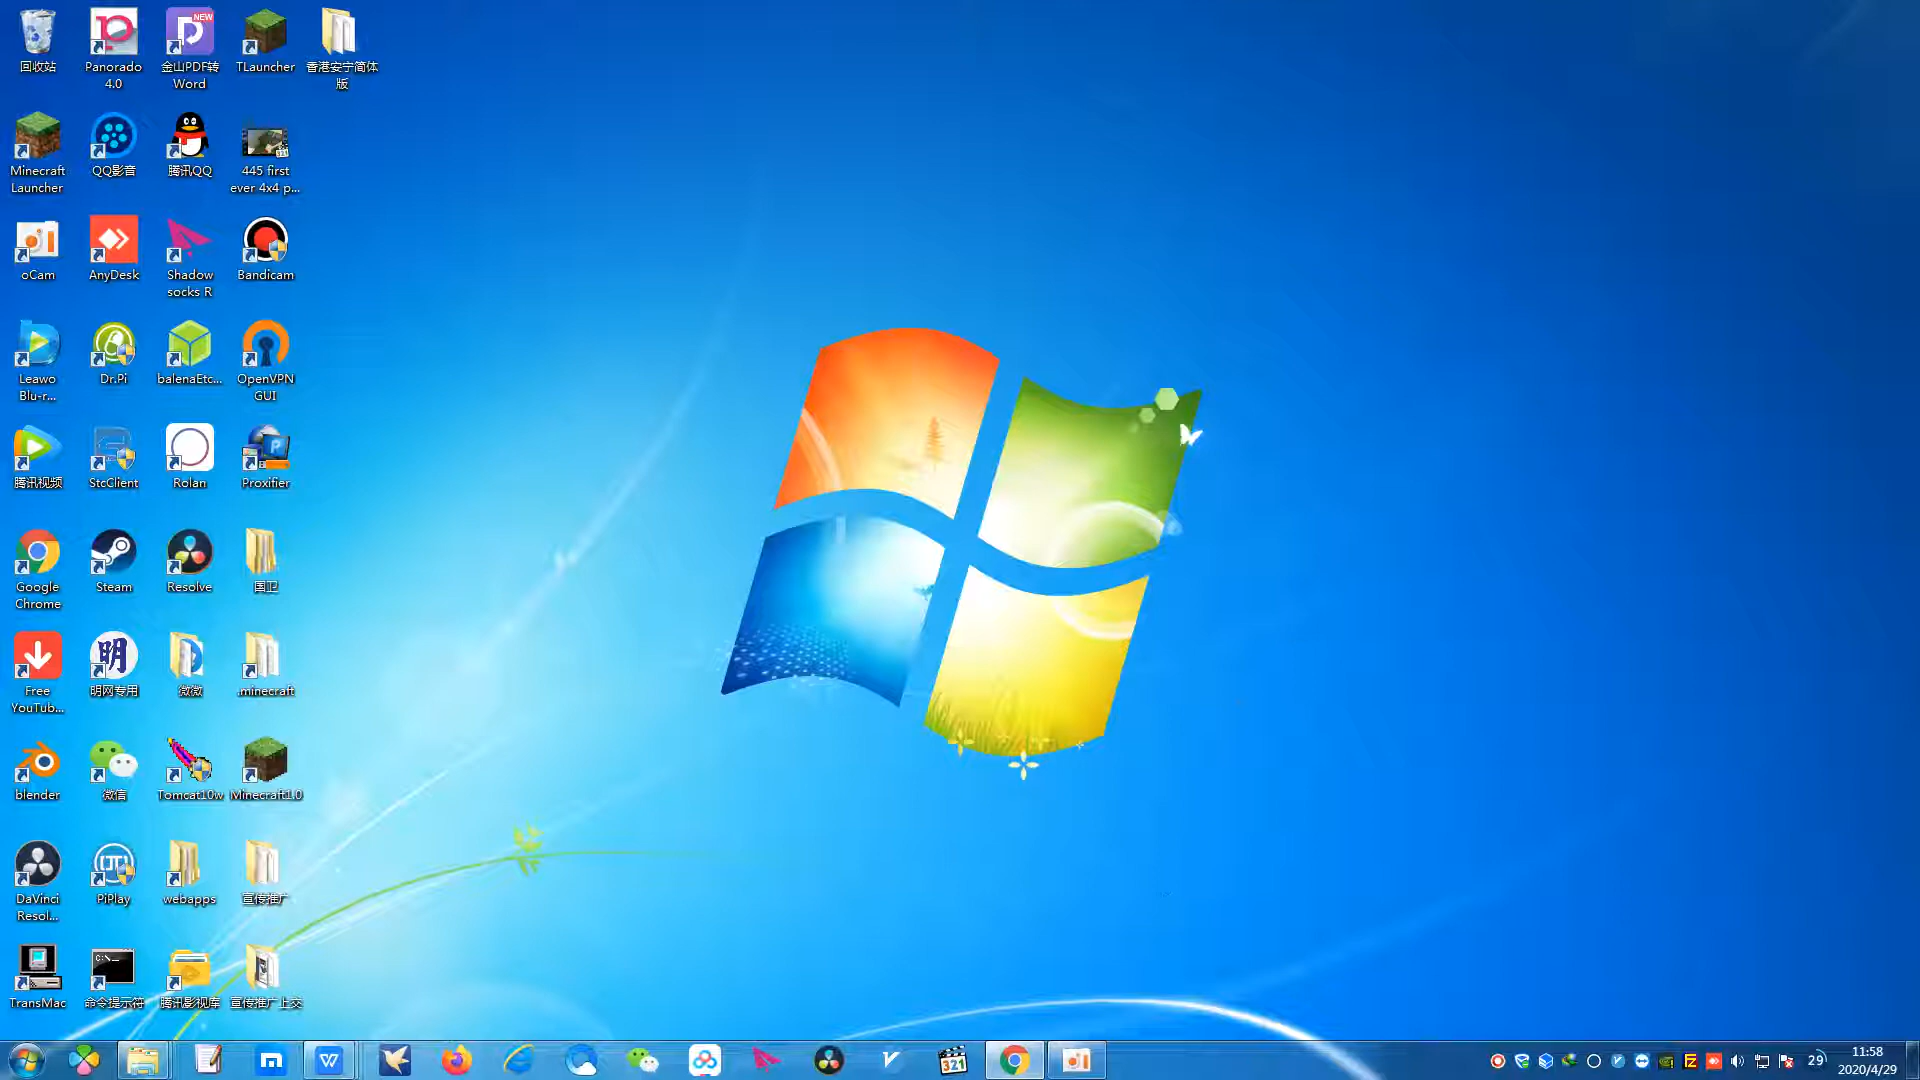 回收站
Panorado
4.0
NEW
金山PDF转
Word
TLauncher
香港安宁简体
版
Minecraft
Launcher
QQ影音
腾讯QQ
445 first
ever 4x4 p...
oCam
AnyDesk
Shadow
socks R
Bandicam
Leawo
Blu-r...
Dr.Pi
balenaEtc...
OpenVPN
GUI
腾讯视频
StcClient
Rolan
Proxifier
Google
Chrome
Steam
Resolve
国卫
Free
YouTub...
明
明网专用
微微
.minecraft
blender
微信
Tomcat10w
Minecraft1.0
DaVinci
Resol...
PiPlay
webapps
宣传推广
TransMac
C:\_
命令提示符
腾讯影视库
宣传推广上交
321
29
11:58
2020/4/29